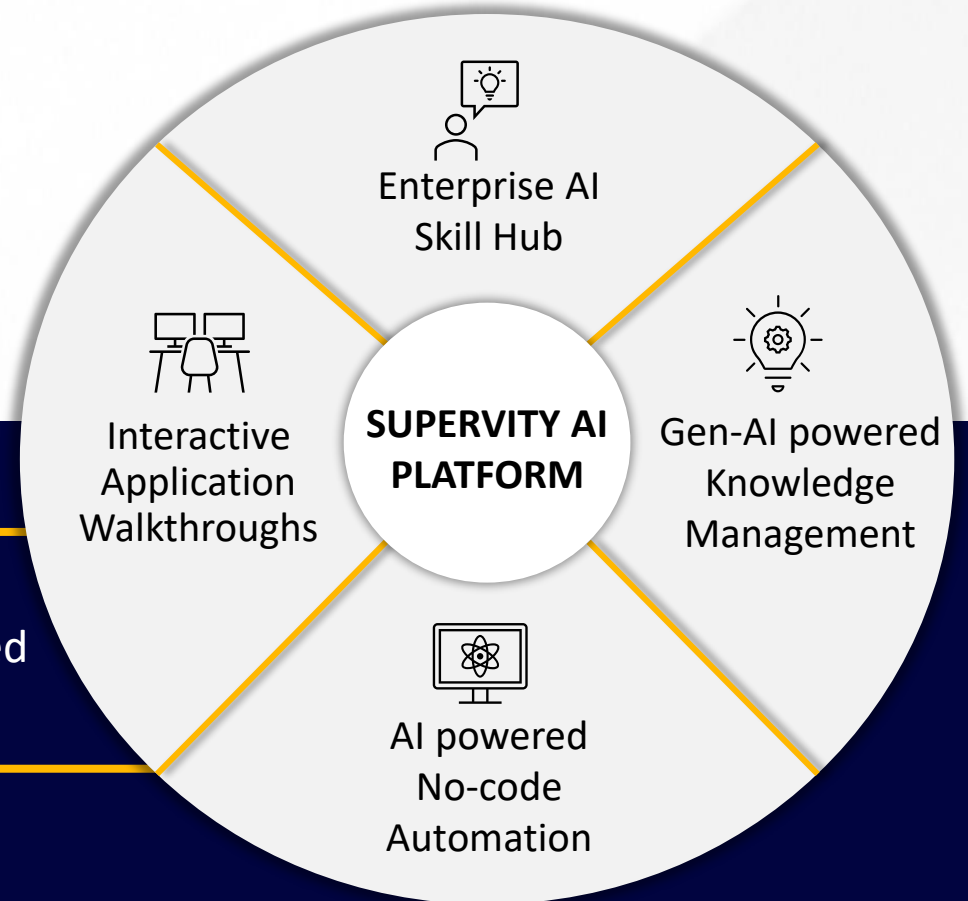 Enterprise AI
Skill Hub
Interactive
Application
Walkthroughs
SUPERVITY AI
PLATFORM
Gen-AI powered
Knowledge
Management
AI powered
No-code
Automation